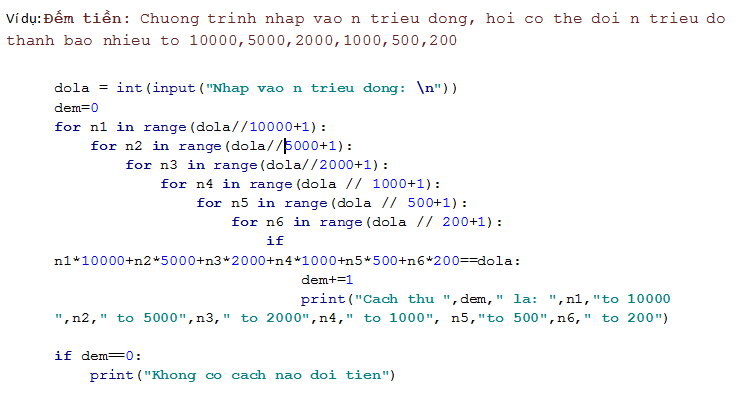 Ví dụ:Đếm tiền: Chuong trinh nhap vao n trieu dong, hoi co the doi n trieu do
thanh bao nhieu to 10000,5000,2000,1000,500,200
dola = int(input("Nhap vao n trieu dong: \n"))
dem=0
for n1 in range(dola//10000+1):
for n2 in range(dola//5000+1):
for n3 in range(dola//2000+1):
for n4 in range(dola // 1000+1):
for n5 in range(dola // 500+1):
for n6 in range(dola // 200+1):
if
n1*10000+n2*5000+n3*2000+n4*1000+n5*500+n6*200==dola:
dem+=1
print("Cach thu ",dem," la: ",n1,"to 10000
",n2," to 5000",n3," to 2000",n4," to 1000", n5,"to 500",n6," to 200")
if dem==0:
print("Khong co cach nao doi tien")